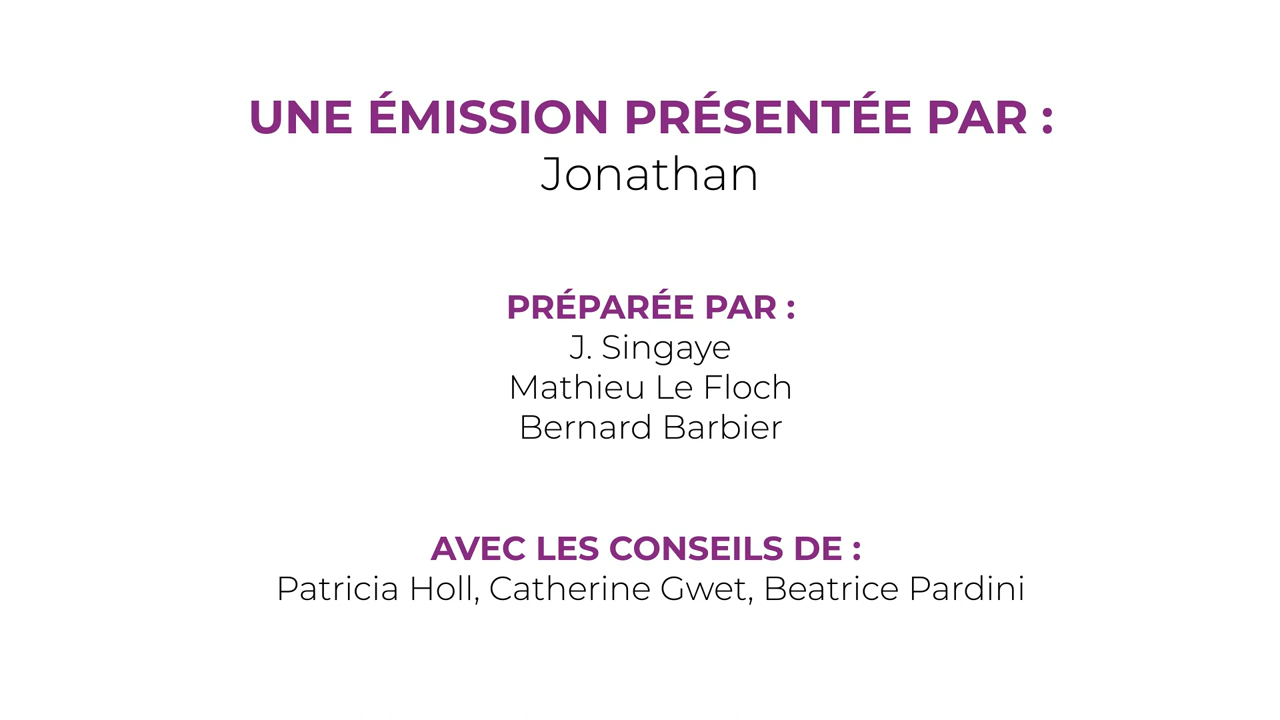 UNE ÉMISSION PRÉSENTÉE PAR :
Jonathan
PRÉPARÉE PAR :
J. Singaye
Mathieu Le Floch
Bernard Barbier
AVEC LES CONSEILS DE :
Patricia Holl, Catherine Gwet, Beatrice Pardini